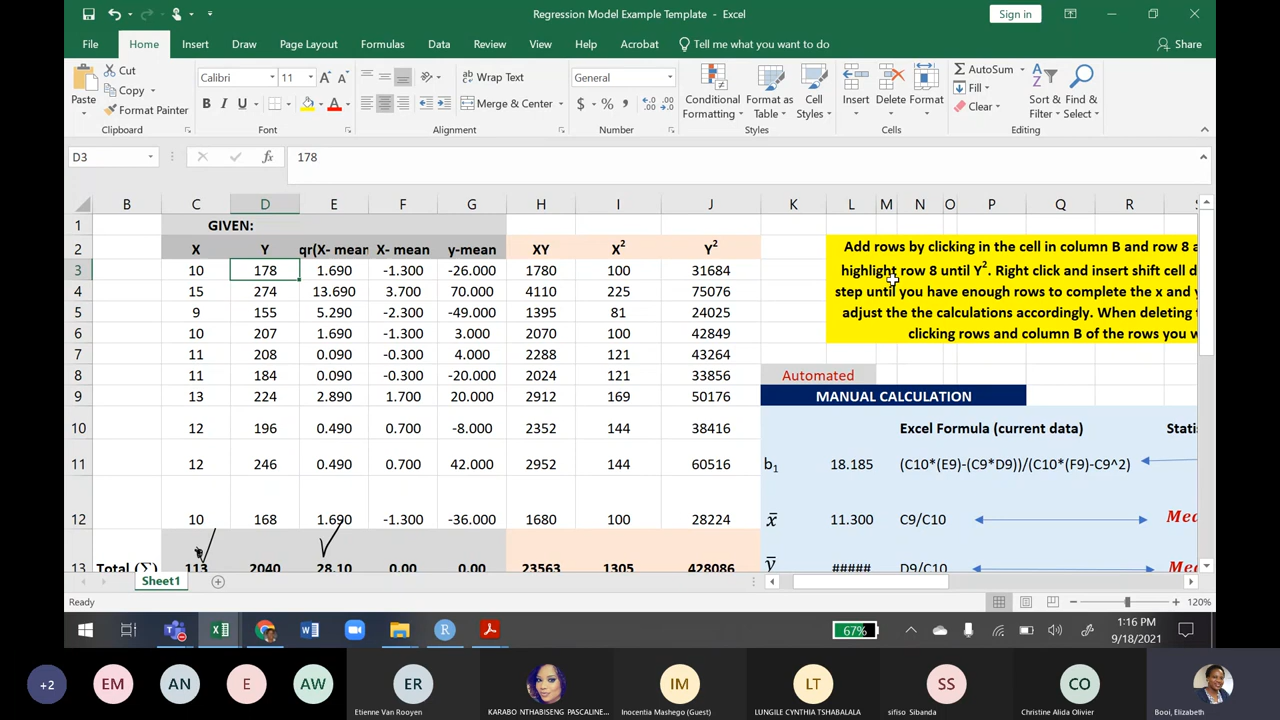 Regression Model Example Template - Excel
Sign in
File Home Insert Draw Page Layout Formulas Data Review View Help Acrobat Tell me what you want to do Share
Paste
Cut
Copy
Format Painter
Clipboard
Calibri 11 A A
B I U A
Font
ab Wrap Text
Merge & Center
Alignment
General
$ % ,
Number
Conditional Formatting
Format as Table
Cell Styles
Styles
Insert Delete Format
Cells
AutoSum
Fill
Clear
Sort & Filter
Find & Select
Editing
D3 fx 178
B C D E F G H I J K L M N O P Q R
1 GIVEN:
2 X Y qr(X- mean X- mean y-mean XY X² Y²
3 10 178 1.690 -1.300 -26.000 1780 100 31684
4 15 274 13.690 3.700 70.000 4110 225 75076
5 9 155 5.290 -2.300 -49.000 1395 81 24025
6 10 207 1.690 -1.300 3.000 2070 100 42849
7 11 208 0.090 -0.300 4.000 2288 121 43264
8 11 184 0.090 -0.300 -20.000 2024 121 33856
9 13 224 2.890 1.700 20.000 2912 169 50176
10 12 196 0.490 0.700 -8.000 2352 144 38416
11 12 246 0.490 0.700 42.000 2952 144 60516
12 10 168 1.690 -1.300 -36.000 1680 100 28224
13 Total (Σ) 113 2040 28.10 0.00 0.00 23563 1305 428086
Add rows by clicking in the cell in column B and row 8 a
highlight row 8 until Y². Right click and insert shift cell d
step until you have enough rows to complete the x and y
adjust the the calculations accordingly. When deleting
clicking rows and column B of the rows you w
Automated
MANUAL CALCULATION
Excel Formula (current data) Stati
b₁ 18.185 (C10*(E9)-(C9*D9))/(C10*(F9)-C9^2)
x̄ 11.300 C9/C10 Mea
ȳ ##### D9/C10 Mea
Sheet1
Ready
120%
67%
1:16 PM
9/18/2021
+2 EM AN E AW ER IM LT SS CO
Etienne Van Rooyen
KARABO NTHABISENG PASCALINE...
Inocentia Mashego (Guest)
LUNGILE CYNTHIA TSHABALALA
sifiso Sibanda
Christine Alida Olivier
Booi, Elizabeth